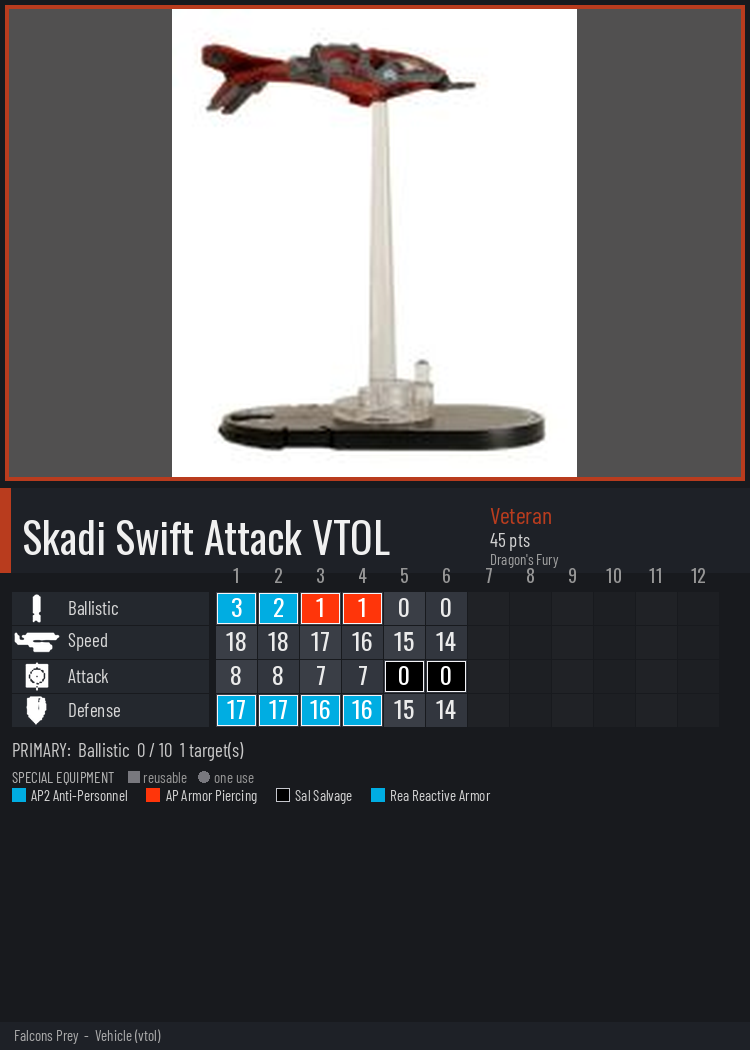 Skadi Swift Attack VTOL
Veteran
45 pts
Dragon's Fury
1 2 3 4 5 6 7 8 9 10 11 12
Ballistic 3 2 1 1 0 0
Speed 18 18 17 16 15 14
Attack 8 8 7 7 0 0
Defense 17 17 16 16 15 14
PRIMARY: Ballistic 0 / 10 1 target(s)
SPECIAL EQUIPMENT reusable one use
AP2 Anti-Personnel AP Armor Piercing Sal Salvage Rea Reactive Armor
Falcons Prey - Vehicle (vtol)